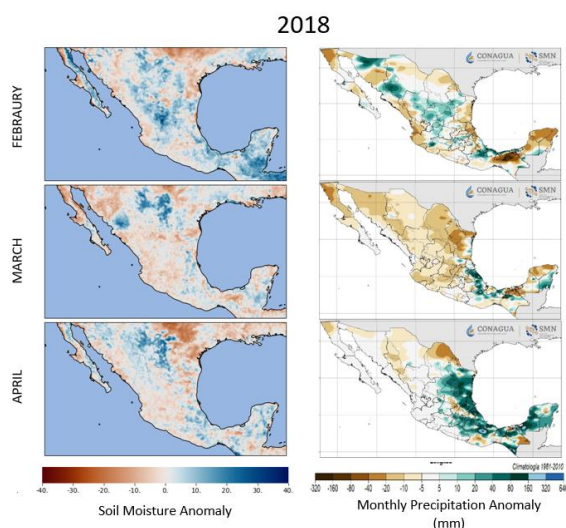 2018
FEBRAURY
CONAGUA SMN
MARCH
CONAGUA SMN
APRIL
CONAGUA SMN
Climatología 1981-2010
-40. -30. -20. -10. 0. 10. 20. 30. 40.
-320 -160 -80 -40 -20 -10 -5 5 10 20 40 80 160 320 640
Soil Moisture Anomaly
Monthly Precipitation Anomaly
(mm)